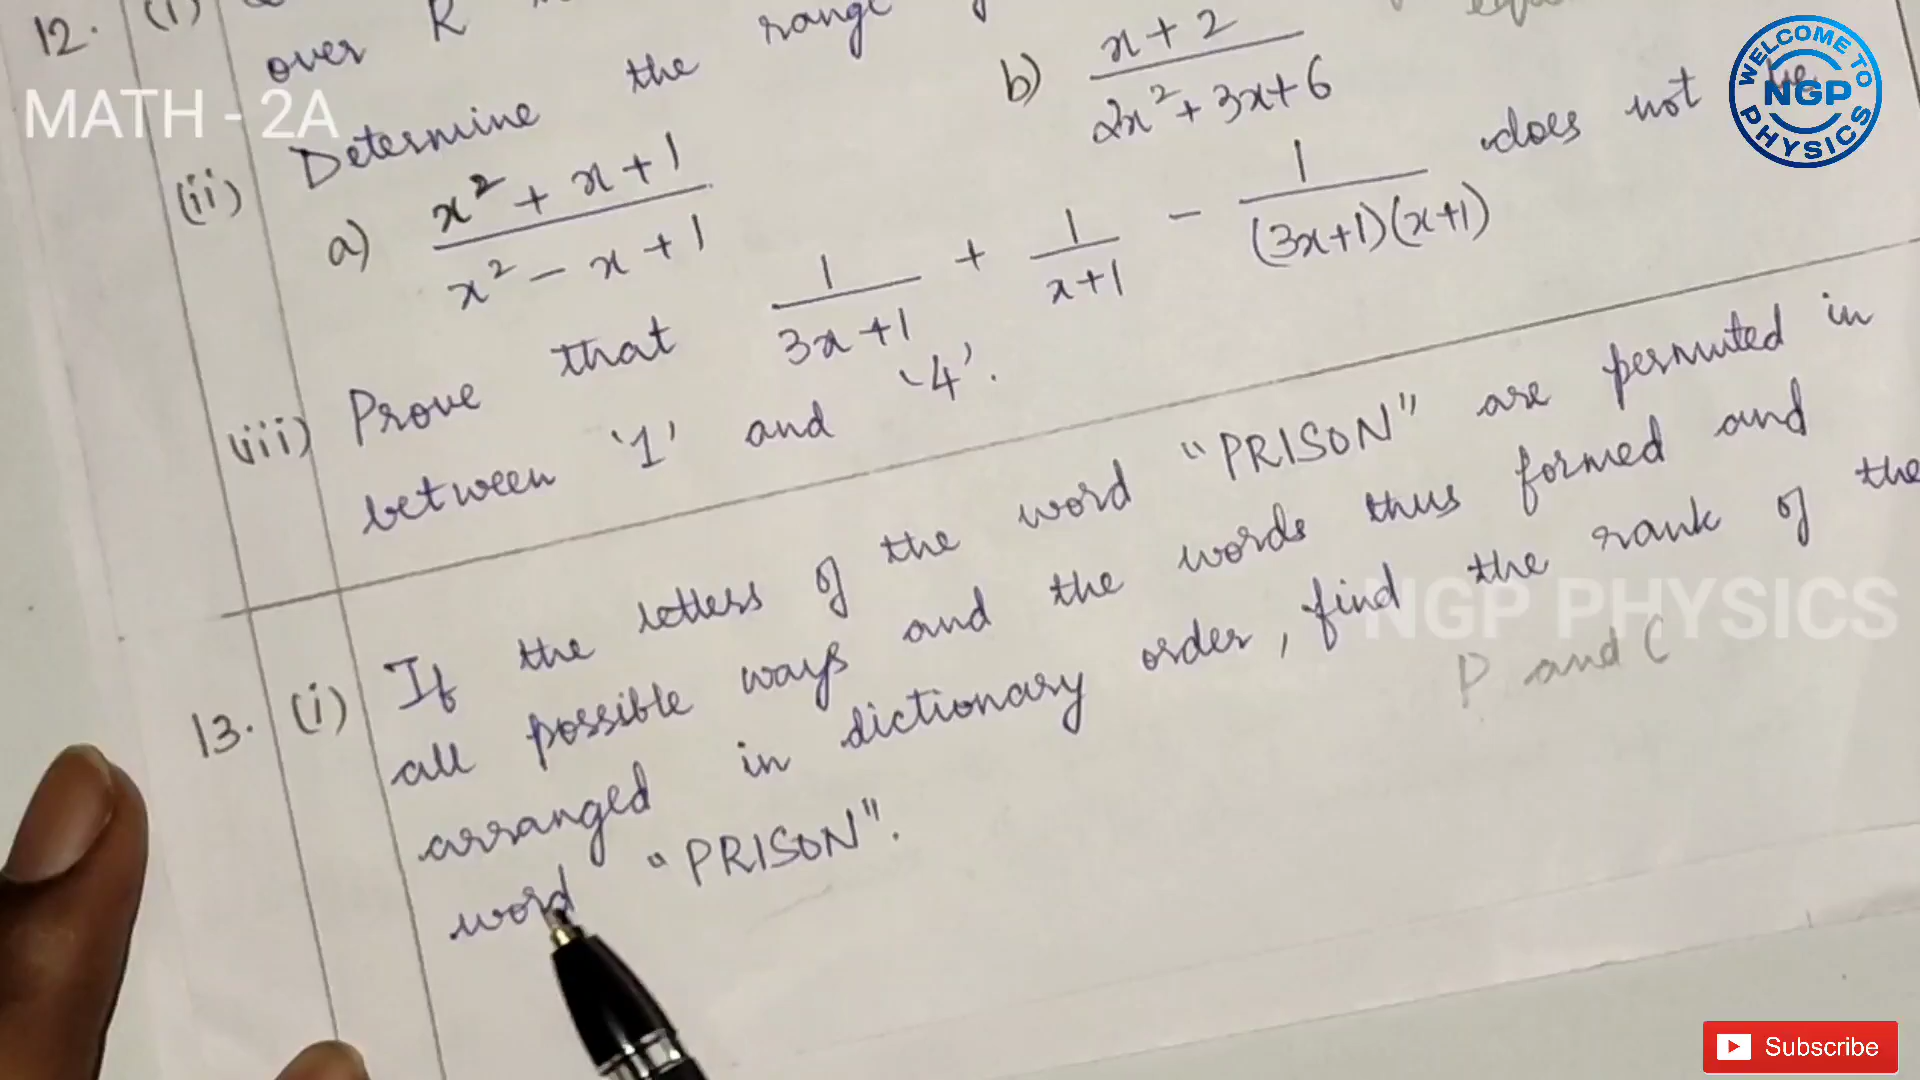 12. (i)
over R
MATH - 2A
(ii) Determine the range
a) x² + x + 1 / x² - x + 1
b) x + 2 / 2x² + 3x + 6
(iii) Prove that 1/3x+1 + 1/x+1 - 1/(3x+1)(x+1) does not
between '1' and '4'.
13. (i) If the letters of the word "PRISON" are permuted in
all possible ways and the words thus formed and
arranged in dictionary order, find the rank of the
word "PRISON".
P and C
WELCOME TO
NGP
PHYSICS
NGP PHYSICS
Subscribe